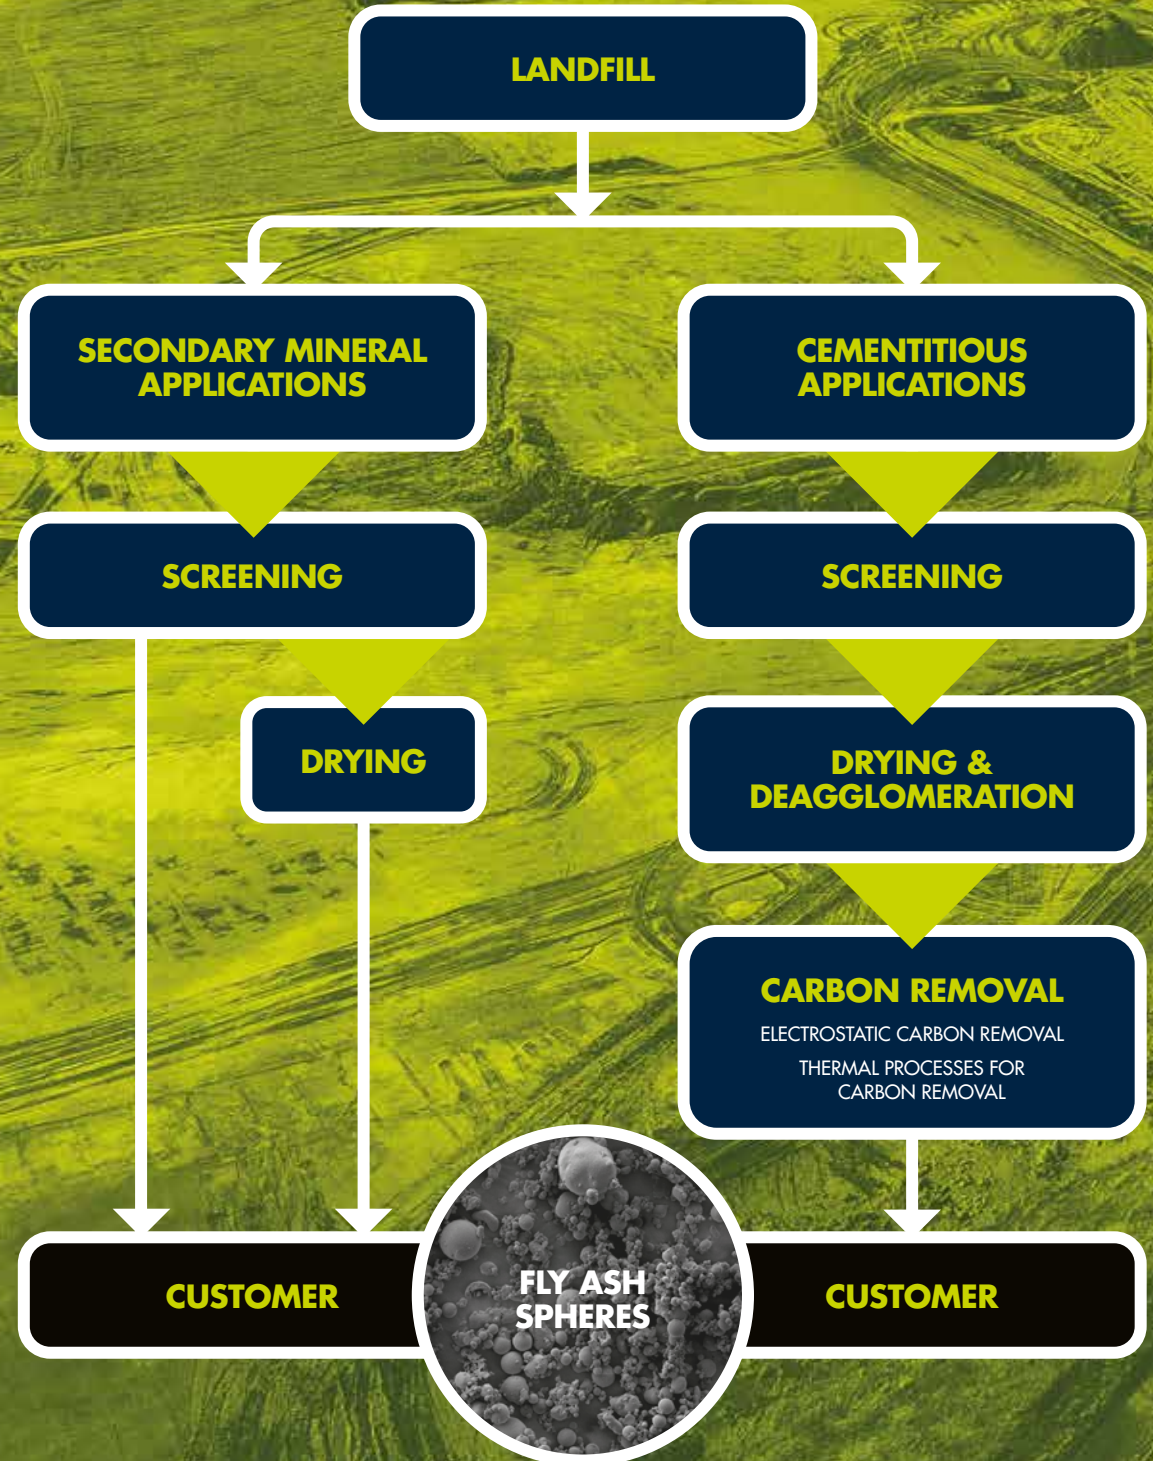 LANDFILL
SECONDARY MINERAL
APPLICATIONS
CEMENTITIOUS
APPLICATIONS
SCREENING
SCREENING
DRYING
DRYING &
DEAGGLOMERATION
CARBON REMOVAL
ELECTROSTATIC CARBON REMOVAL
THERMAL PROCESSES FOR
CARBON REMOVAL
CUSTOMER
FLY ASH
SPHERES
CUSTOMER